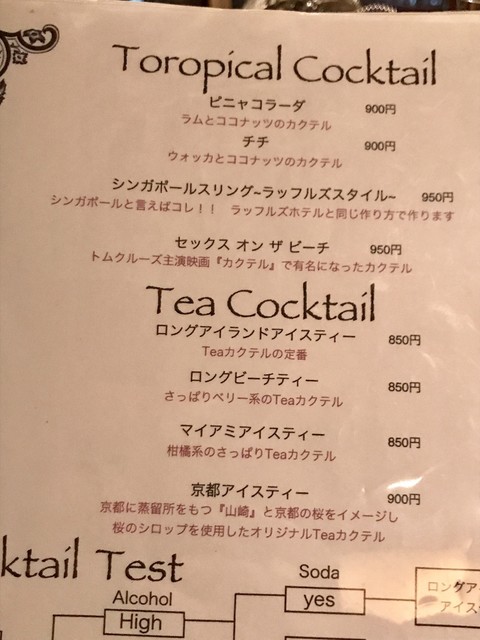 Toropical Cocktail
ピニャコラーダ 900円
ラムとココナッツのカクテル
チチ 900円
ウォッカとココナッツのカクテル
シンガポールスリング~ラッフルズスタイル~ 950円
シンガポールと言えばコレ！！ ラッフルズホテルと同じ作り方で作ります
セックス オン ザ ビーチ 950円
トムクルーズ主演映画『カクテル』で有名になったカクテル
Tea Cocktail
ロングアイランドアイスティー 850円
Teaカクテルの定番
ロングビーチティー 850円
さっぱりベリー系のTeaカクテル
マイアミアイスティー 850円
柑橘系のさっぱりTeaカクテル
京都アイスティー 900円
京都に蒸留所をもつ『山崎』と京都の桜をイメージし
桜のシロップを使用したオリジナルTeaカクテル
ktail Test
Soda
Alcohol
yes
High
ロングア
アイス